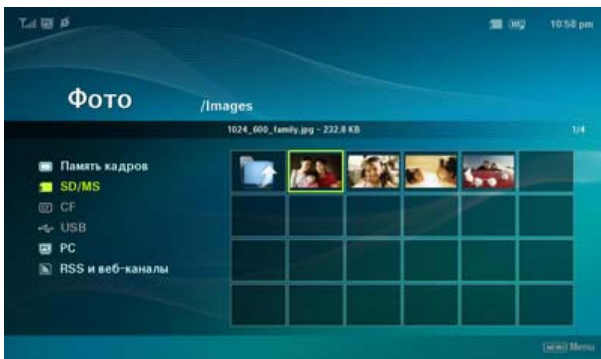 10:58 pm
Фото
/Images
1024_600_family.jpg - 232.8 KB
1/4
Память кадров
SD/MS
CF
USB
PC
RSS и веб-каналы
MENU Menu